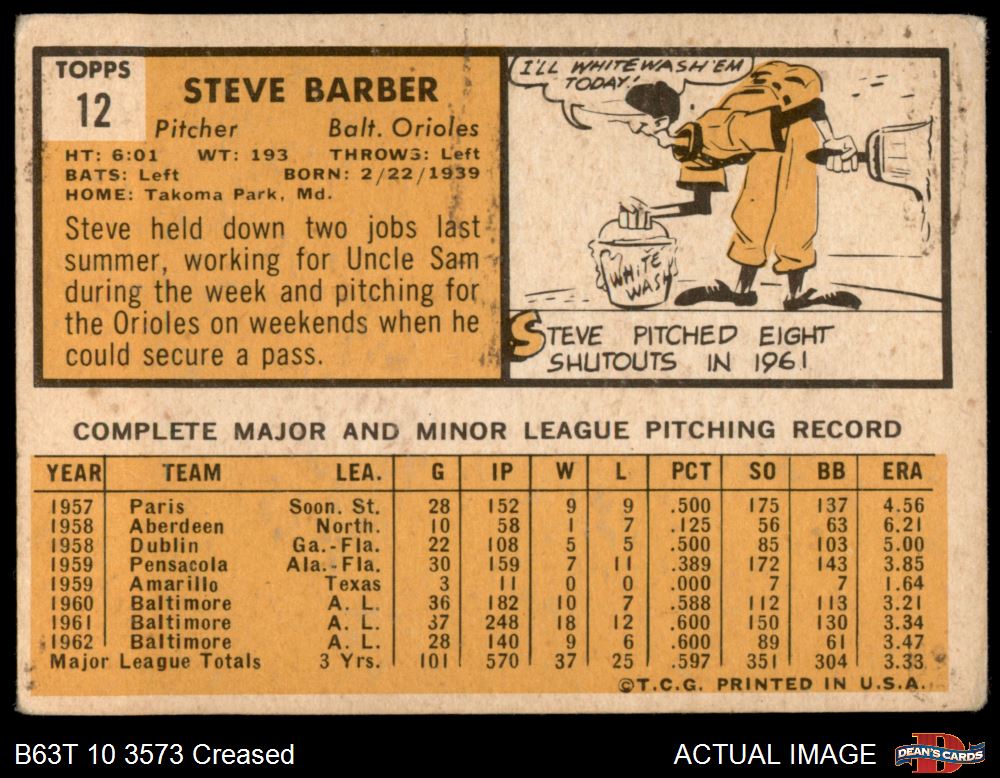 TOPPS
12
STEVE BARBER
Pitcher Balt. Orioles
HT: 6:01 WT: 193 THROWS: Left
BATS: Left BORN: 2/22/1939
HOME: Takoma Park, Md.
Steve held down two jobs last
summer, working for Uncle Sam
during the week and pitching for
the Orioles on weekends when he
could secure a pass.
I'LL WHITEWASH 'EM
TODAY!
WHITE
WASH
STEVE PITCHED EIGHT
SHUTOUTS IN 1961
COMPLETE MAJOR AND MINOR LEAGUE PITCHING RECORD
YEAR TEAM LEA. G IP W L PCT SO BB ERA
1957 Paris Soon. St. 28 152 9 9 .500 175 137 4.56
1958 Aberdeen North. 10 58 1 7 .125 56 63 6.21
1958 Dublin Ga.-Fla. 22 108 5 5 .500 85 103 5.00
1959 Pensacola Ala.-Fla. 30 159 7 11 .389 172 143 3.85
1959 Amarillo Texas 3 11 0 0 .000 7 7 1.64
1960 Baltimore A. L. 36 182 10 7 .588 112 113 3.21
1961 Baltimore A. L. 37 248 18 12 .600 150 130 3.34
1962 Baltimore A. L. 28 140 9 6 .600 89 61 3.47
Major League Totals 3 Yrs. 101 570 37 25 .597 351 304 3.33
©T.C.G. PRINTED IN U.S.A.
B63T 10 3573 Creased
ACTUAL IMAGE
DEAN'S CARDS